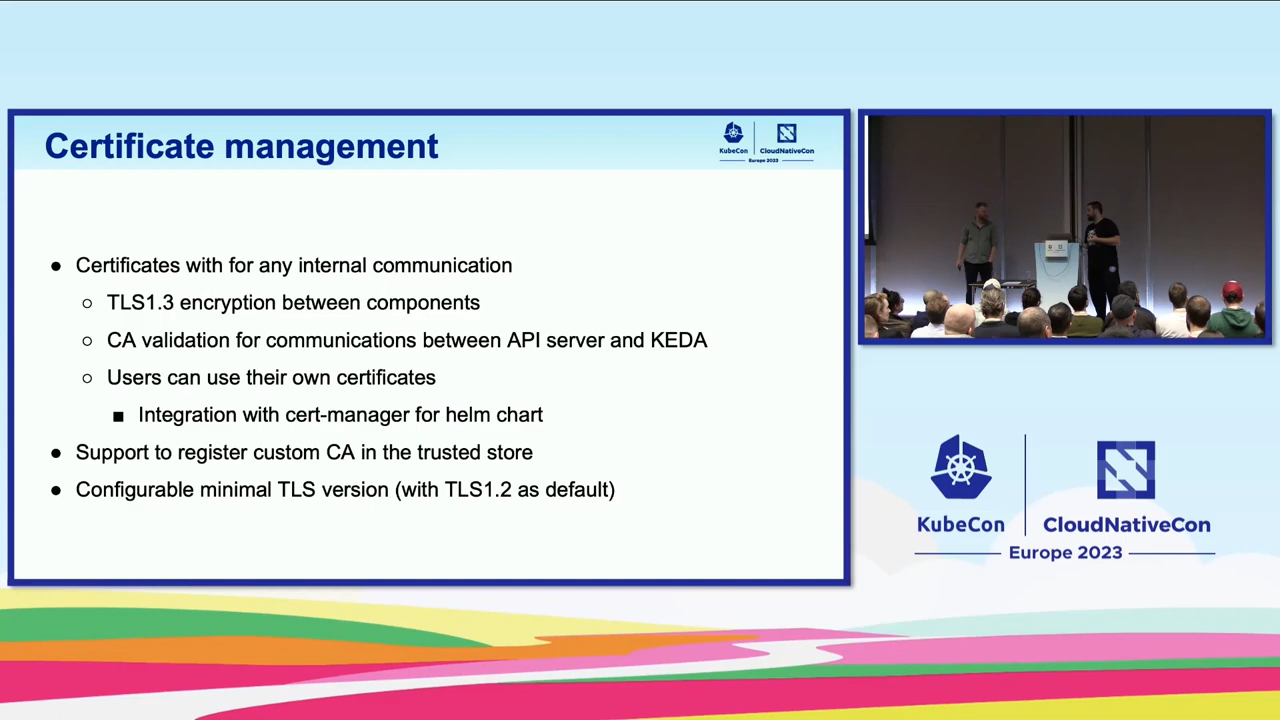 Certificate management
KubeCon
CloudNativeCon
Europe 2023
● Certificates with for any internal communication
○ TLS1.3 encryption between components
○ CA validation for communications between API server and KEDA
○ Users can use their own certificates
■ Integration with cert-manager for helm chart
● Support to register custom CA in the trusted store
● Configurable minimal TLS version (with TLS1.2 as default)
KubeCon
CloudNativeCon
Europe 2023